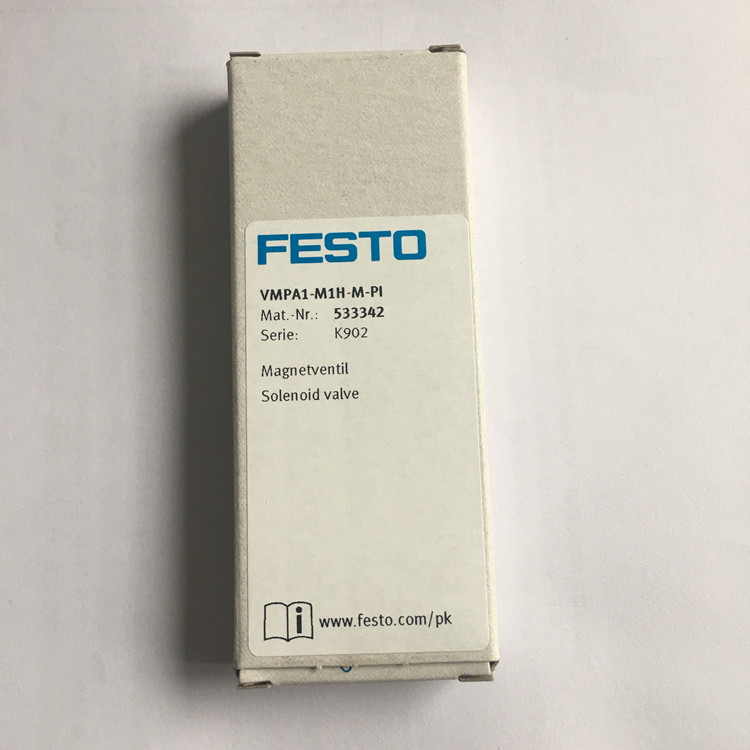 FESTO
VMPA1-M1H-M-PI
Mat.-Nr.: 533342
Serie: K902
Magnetventil
Solenoid valve
i www.festo.com/pk